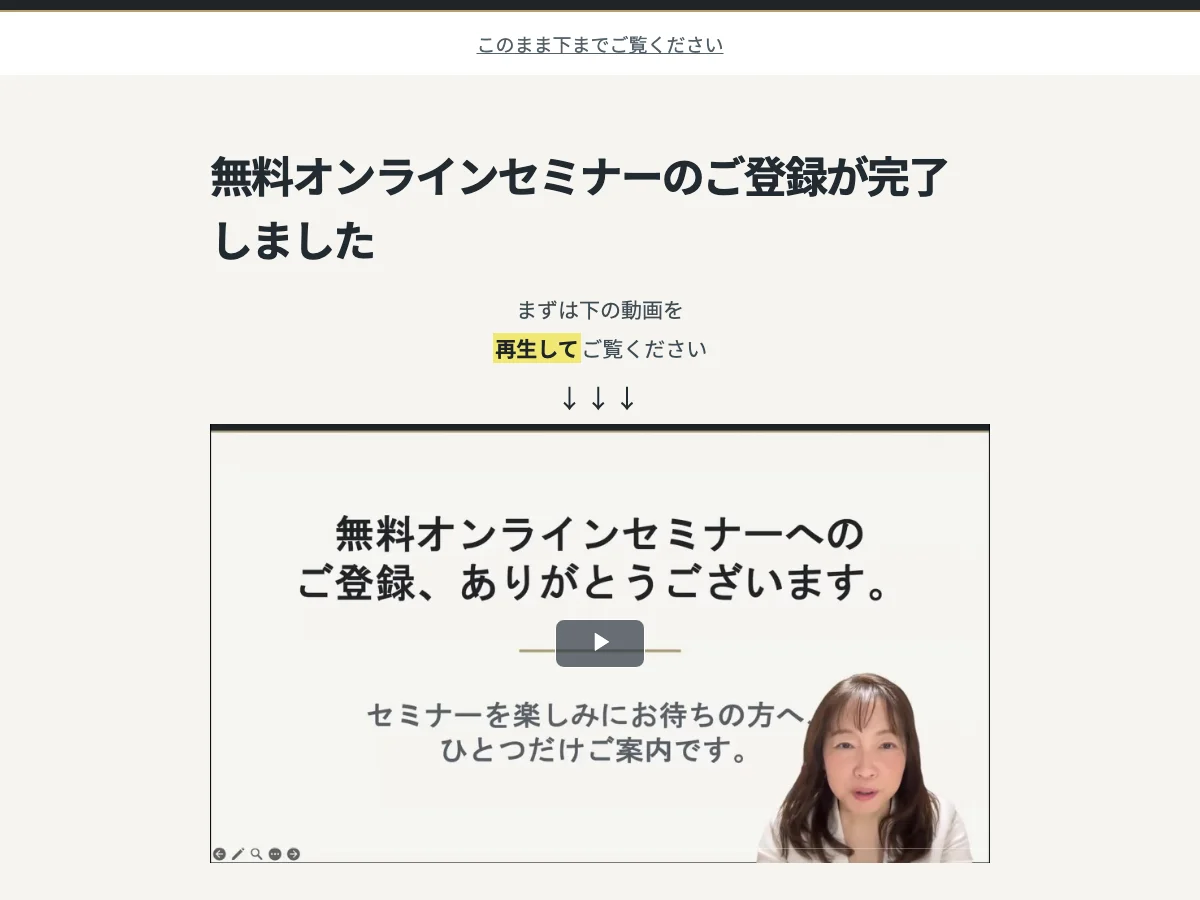 このまま下までご覧ください
無料オンラインセミナーのご登録が完了
しました
まずは下の動画を
再生してご覧ください
↓ ↓ ↓
無料オンラインセミナーへの
ご登録、ありがとうございます。
セミナーを楽しみにお待ちの方へ、
ひとつだけご案内です。